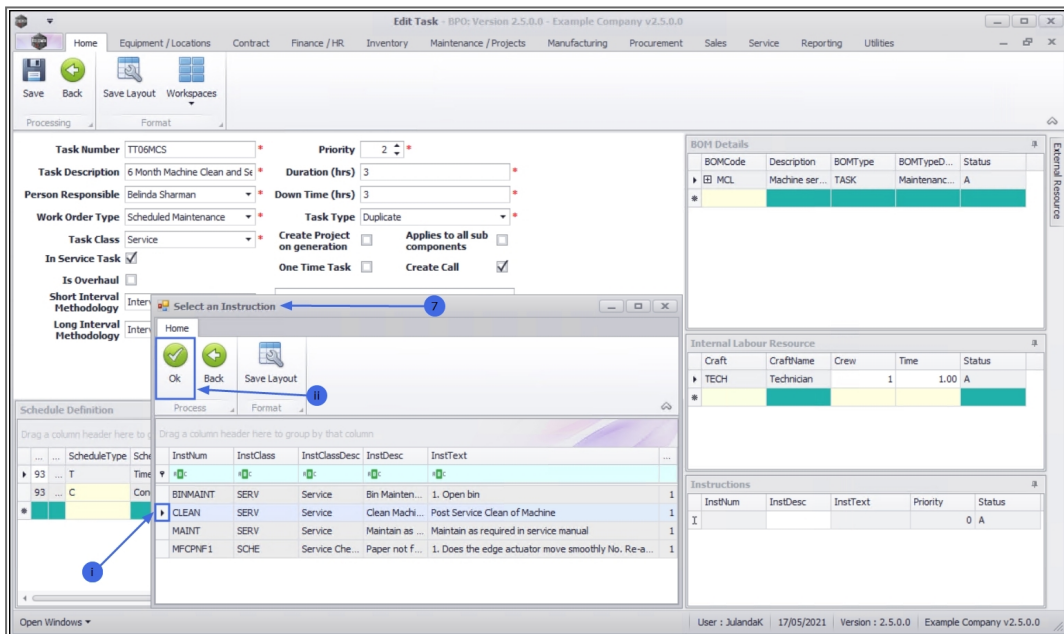 Edit Task - BPO: Version 2.5.0.0 - Example Company v2.5.0.0
Home Equipment / Locations Contract Finance / HR Inventory Maintenance / Projects Manufacturing Procurement Sales Service Reporting Utilities
Save Back Save Layout Workspaces
Processing Format
Task Number TT06MCS * Priority 2 *
Task Description 6 Month Machine Clean and Se * Duration (hrs) 3 *
Person Responsible Belinda Sharman * Down Time (hrs) 3 *
Work Order Type Scheduled Maintenance * Task Type Duplicate *
Task Class Service * Create Project on generation Applies to all sub components
In Service Task One Time Task Create Call
Is Overhaul
Short Interval Methodology Interv
Long Interval Methodology Interv
BOM Details
BOMCode Description BOMType BOMTypeD... Status
MCL Machine ser... TASK Maintenanc... A
External Resource
Select an Instruction 7
Home
Ok Back Save Layout
ii
Process Format
Drag a column header here to group by that column
InstNum InstClass InstClassDesc InstDesc InstText ...
BINMAINT SERV Service Bin Mainten... 1. Open bin 1
CLEAN SERV Service Clean Machi... Post Service Clean of Machine 1
MAINT SERV Service Maintain as ... Maintain as required in service manual 1
MFCPNF1 SCHE Service Che... Paper not f... 1. Does the edge actuator move smoothly No. Re-a... 1
i
Schedule Definition
Drag a column header here to g
... ... ScheduleType Sche
93 ... T Time
93 ... C Con
Internal Labour Resource
Craft CraftName Crew Time Status
TECH Technician 1 1.00 A
Instructions
InstNum InstDesc InstText Priority Status
0 A
Open Windows User : JulandaK 17/05/2021 Version : 2.5.0.0 Example Company v2.5.0.0